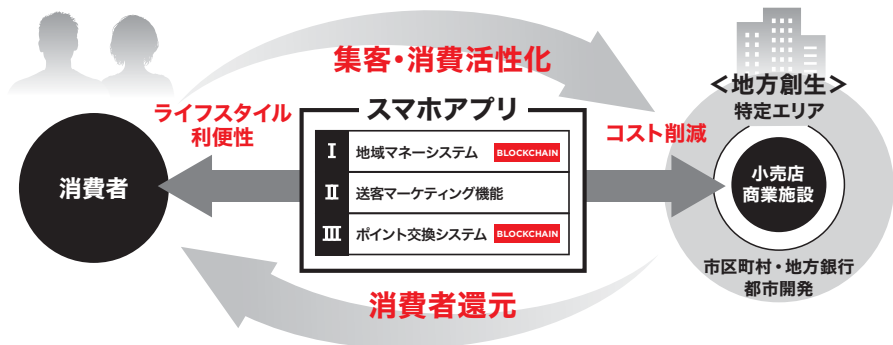 集客・消費活性化
<地方創生>
特定エリア
ライフスタイル
利便性
スマホアプリ
コスト削減
消費者
I 地域マネーシステム BLOCKCHAIN
II 送客マーケティング機能
III ポイント交換システム BLOCKCHAIN
小売店
商業施設
市区町村・地方銀行
都市開発
消費者還元